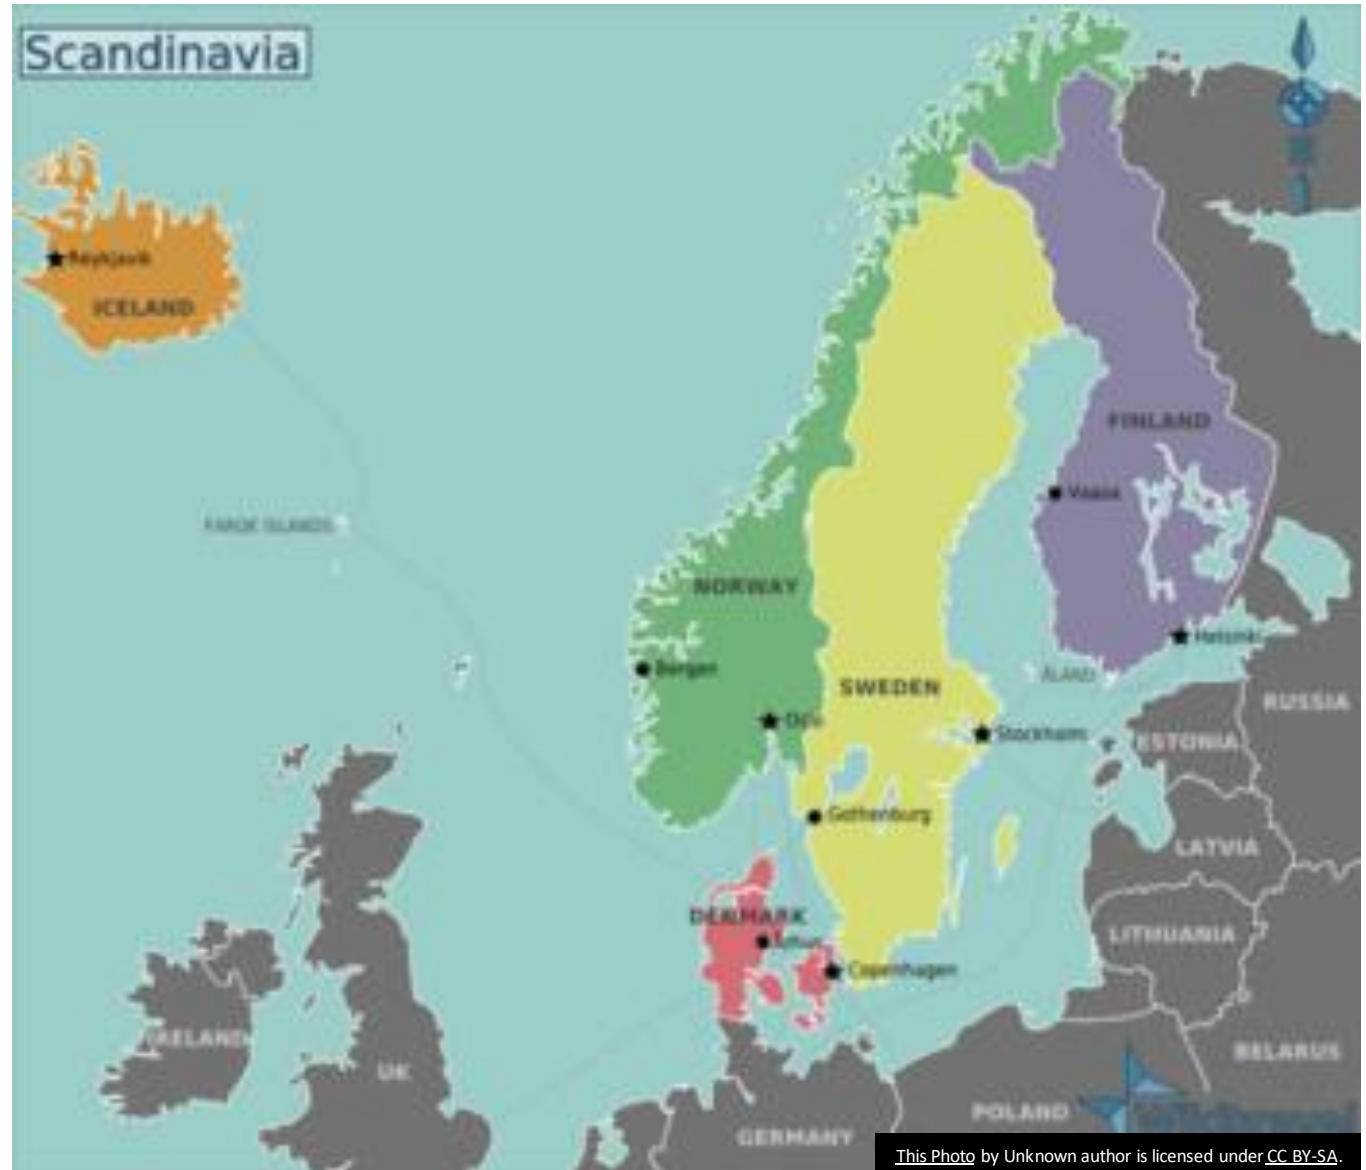 Scandinavia
Reykjavik
ICELAND
FINLAND
Vaasa
FAROE ISLANDS
NORWAY
Helsinki
Bergen
ÅLAND
SWEDEN
RUSSIA
Oslo
Stockholm
ESTONIA
Gothenburg
LATVIA
DENMARK
LITHUANIA
Århus
Copenhagen
IRELAND
BELARUS
UK
POLAND
GERMANY
This Photo by Unknown author is licensed under CC BY-SA.